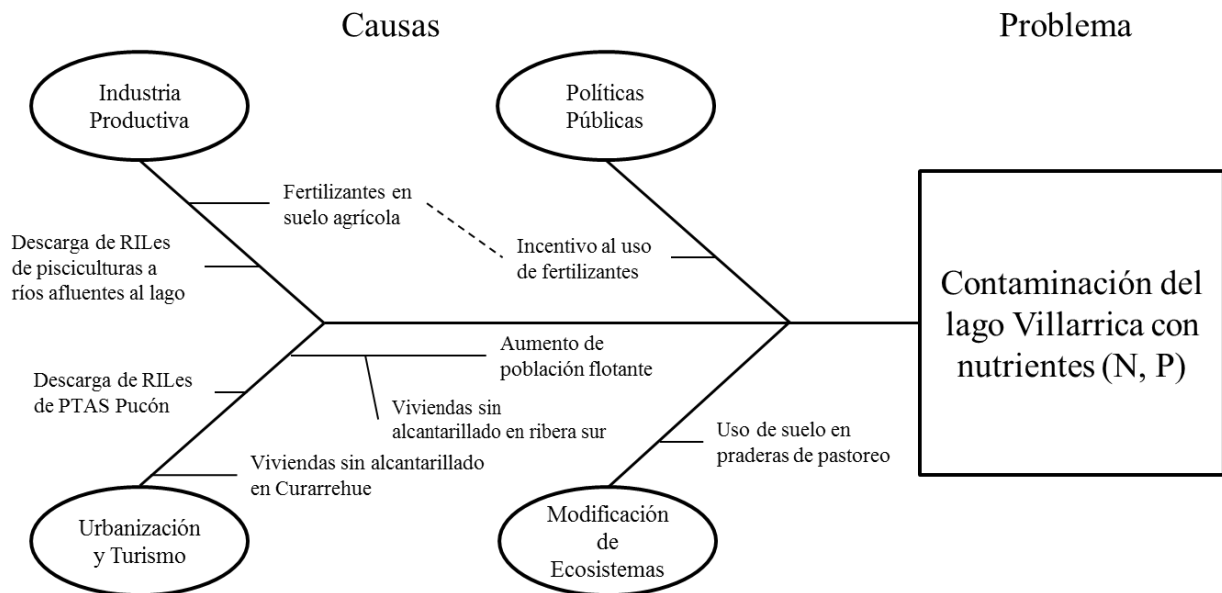 Causas
Problema
Industria
Productiva
Políticas
Públicas
Fertilizantes en
suelo agrícola
Descarga de RILes
de pisciculturas a
ríos afluentes al lago
Incentivo al uso
de fertilizantes
Contaminación del
lago Villarrica con
nutrientes (N, P)
Aumento de
población flotante
Descarga de RILes
de PTAS Pucón
Viviendas sin
alcantarillado en ribera sur
Uso de suelo en
praderas de pastoreo
Viviendas sin alcantarillado
en Curarrehue
Urbanización
y Turismo
Modificación
de
Ecosistemas